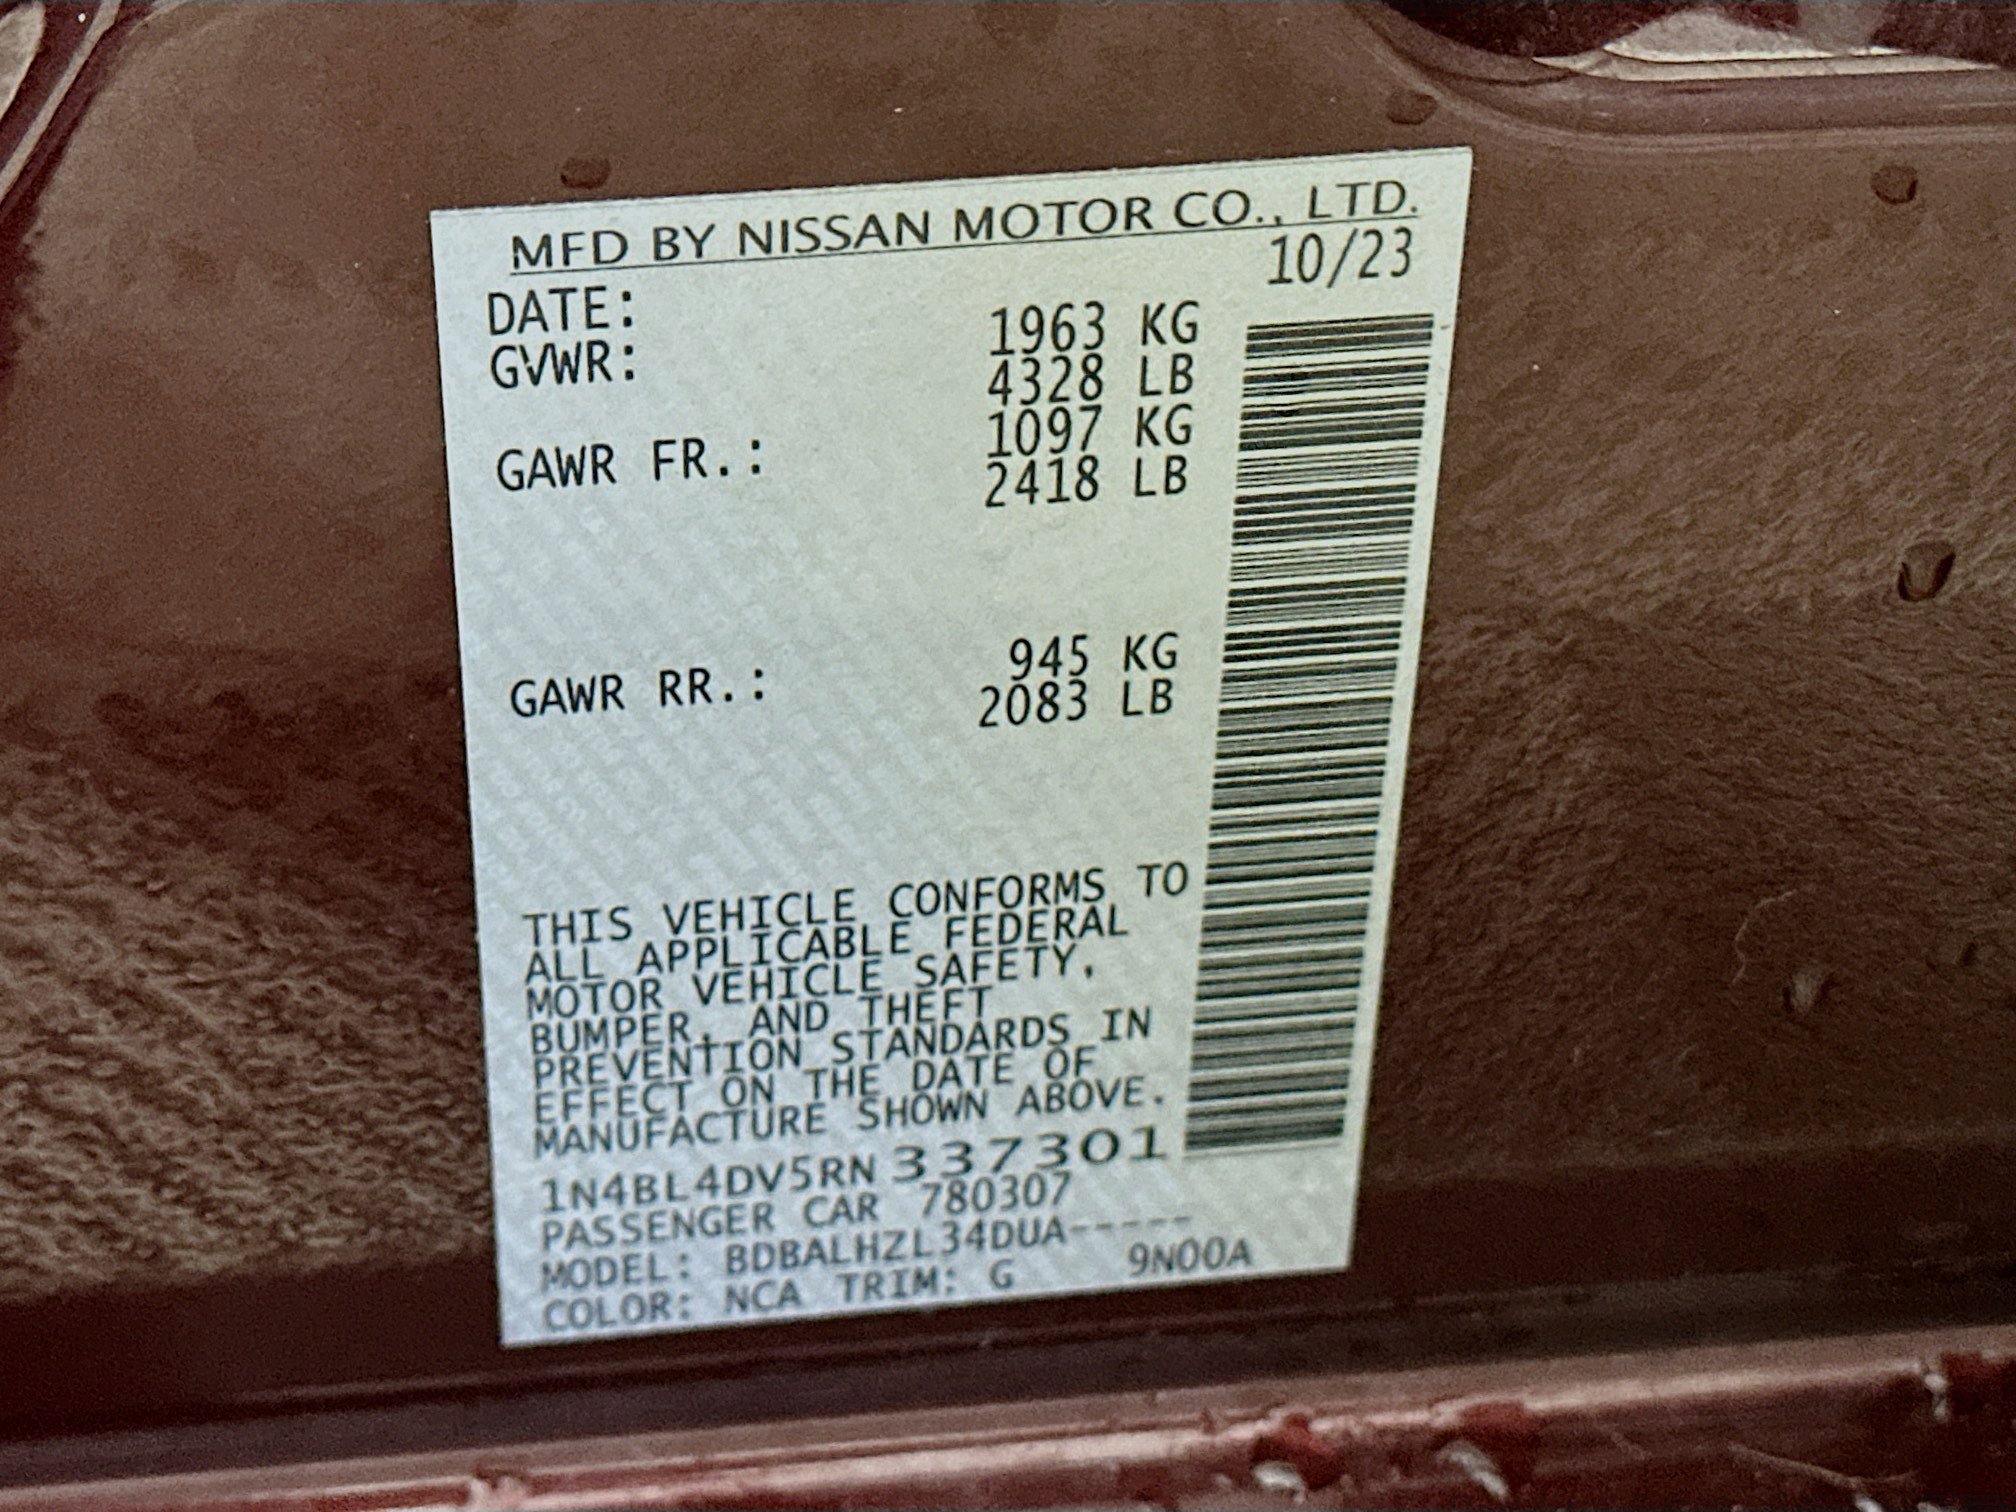 MFD BY NISSAN MOTOR CO., LTD.
DATE: 10/23
GVWR: 1963 KG
4328 LB
GAWR FR.: 1097 KG
2418 LB
GAWR RR.: 945 KG
2083 LB
THIS VEHICLE CONFORMS TO
ALL APPLICABLE FEDERAL
MOTOR VEHICLE SAFETY,
BUMPER, AND THEFT
PREVENTION STANDARDS IN
EFFECT ON THE DATE OF
MANUFACTURE SHOWN ABOVE.
1N4BL4DV5RN337301
PASSENGER CAR 780307
MODEL: BDBALHZL34DUA-----
COLOR: NCA TRIM: G 9N00A